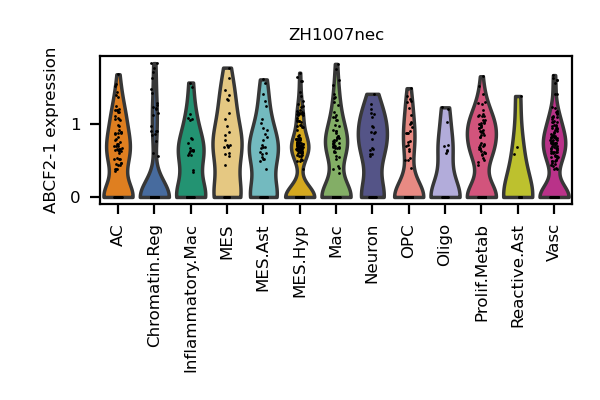 ZH1007nec
ABCF2-1 expression
1
0
AC
Chromatin.Reg
Inflammatory.Mac
MES
MES.Ast
MES.Hyp
Mac
Neuron
OPC
Oligo
Prolif.Metab
Reactive.Ast
Vasc